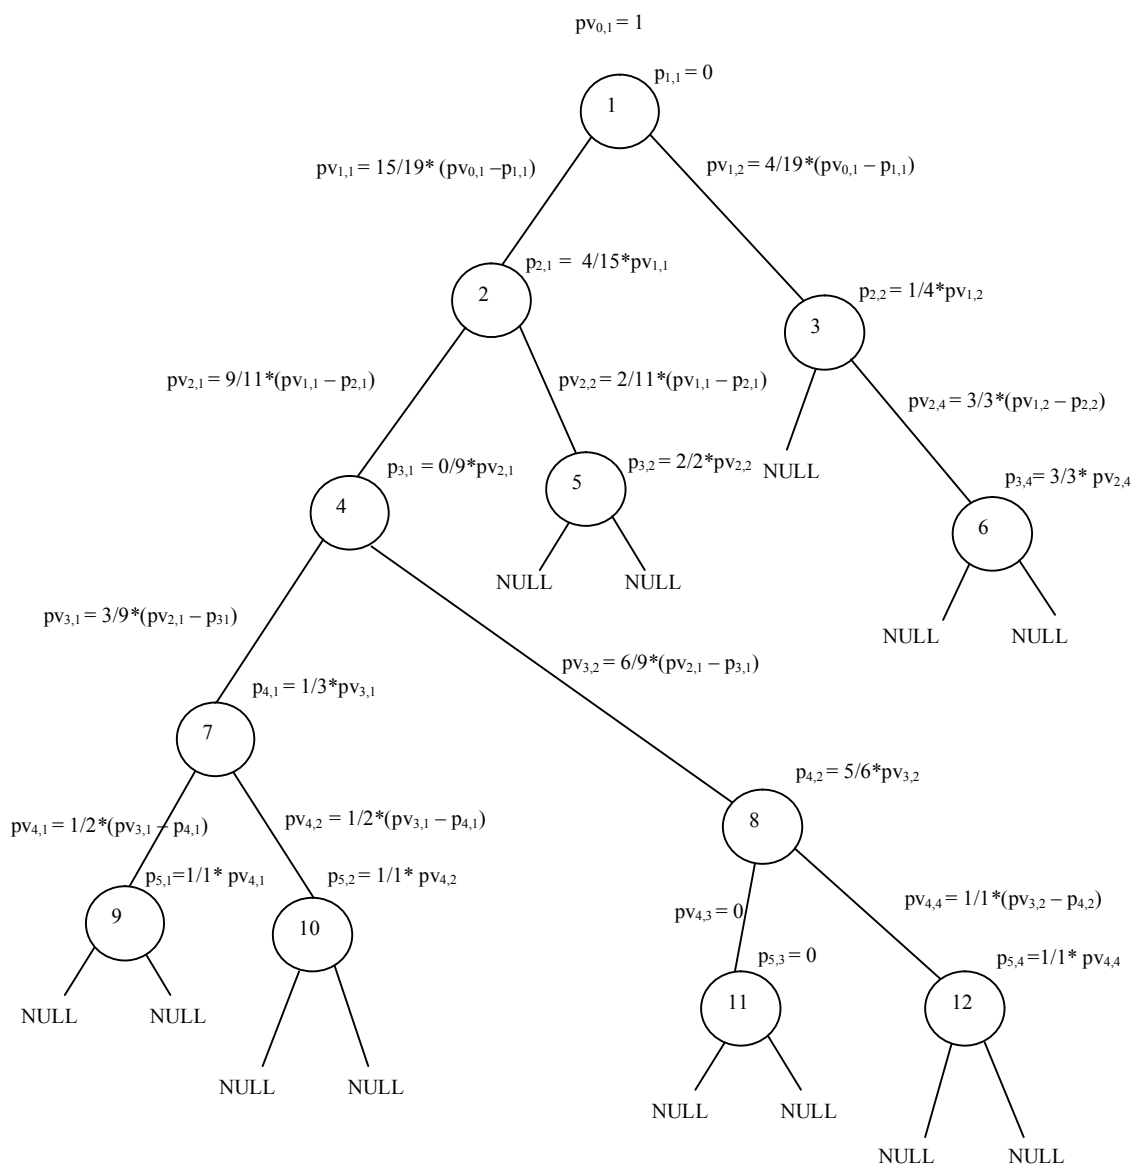 pv0,1 = 1
p1,1 = 0
1
pv1,1 = 15/19* (pv0,1 –p1,1)
pv1,2 = 4/19*(pv0,1 – p1,1)
p2,1 = 4/15*pv1,1
2
p2,2 = 1/4*pv1,2
3
pv2,1 = 9/11*(pv1,1 – p2,1)
pv2,2 = 2/11*(pv1,1 – p2,1)
pv2,4 = 3/3*(pv1,2 – p2,2)
p3,1 = 0/9*pv2,1
p3,2 = 2/2*pv2,2
NULL
p3,4 = 3/3* pv2,4
4
5
6
NULL
NULL
NULL
NULL
pv3,1 = 3/9*(pv2,1 – p31)
pv3,2 = 6/9*(pv2,1 – p3,1)
p4,1 = 1/3*pv3,1
7
p4,2 = 5/6*pv3,2
8
pv4,1 = 1/2*(pv3,1 – p4,1)
pv4,2 = 1/2*(pv3,1 – p4,1)
p5,1=1/1* pv4,1
p5,2 = 1/1* pv4,2
9
10
pv4,3 = 0
pv4,4 = 1/1*(pv3,2 – p4,2)
p5,3 = 0
p5,4 =1/1* pv4,4
11
12
NULL
NULL
NULL
NULL
NULL
NULL
NULL
NULL